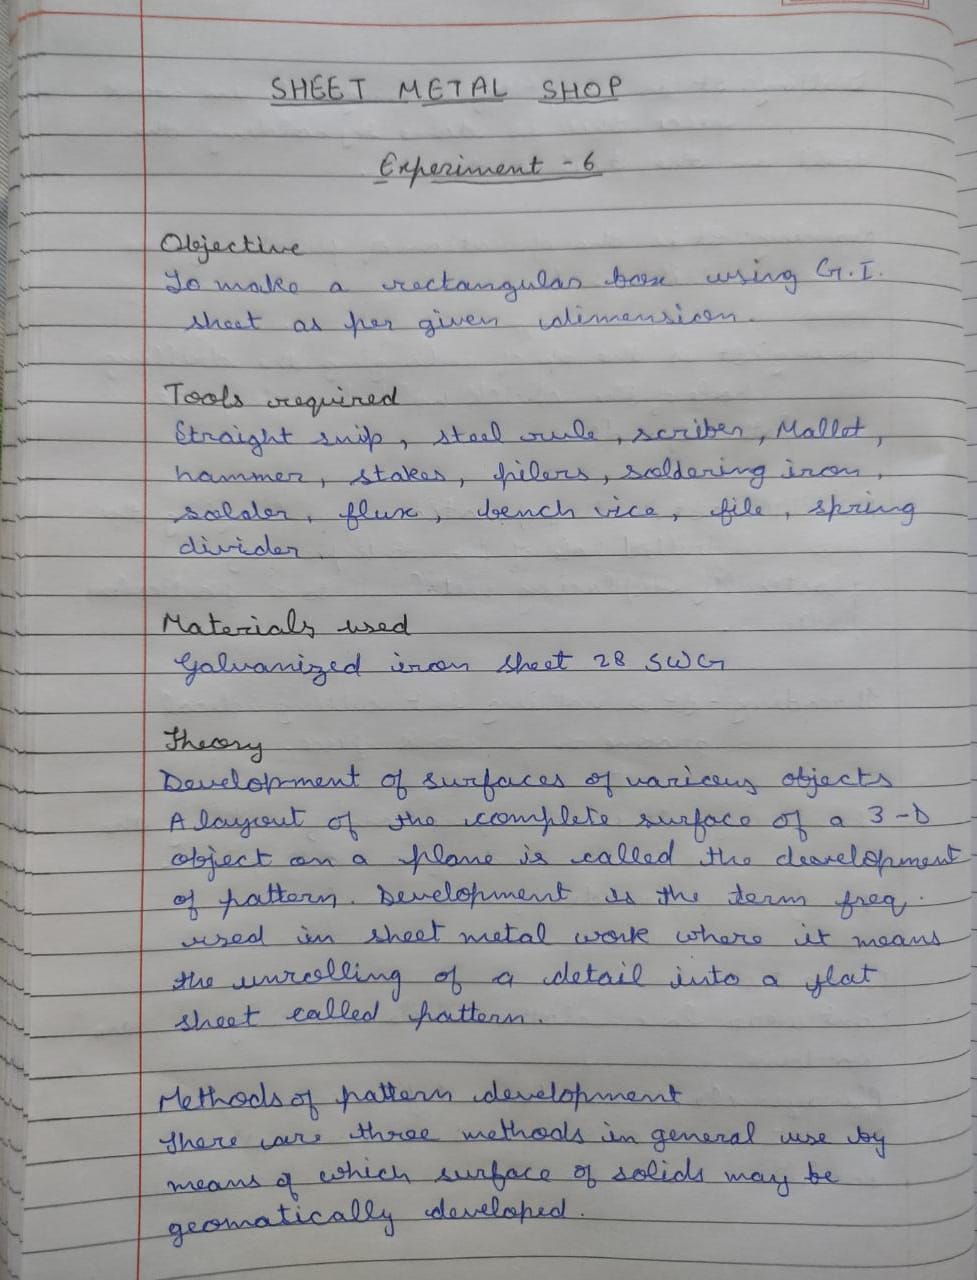 SHEET METAL SHOP
Experiment - 6
Objective
To make a rectangular box using G.I.
sheet as per given dimension.
Tools required
Straight snip, steel rule, scriber, Mallet,
hammer, stakes, pilers, soldering iron,
solder, flux, bench vice, file, spring
divider.
Materials used
Galvanized iron sheet 28 SWG
Theory
Development of surfaces of various objects
A layout of the complete surface of a 3-D
object on a plane is called the development
of pattern. Development is the term freq.
used in sheet metal work where it means
the unrolling of a detail into a flat
sheet called pattern.
Methods of pattern development
There are three methods in general use by
means of which surface of solids may be
geomatically developed.